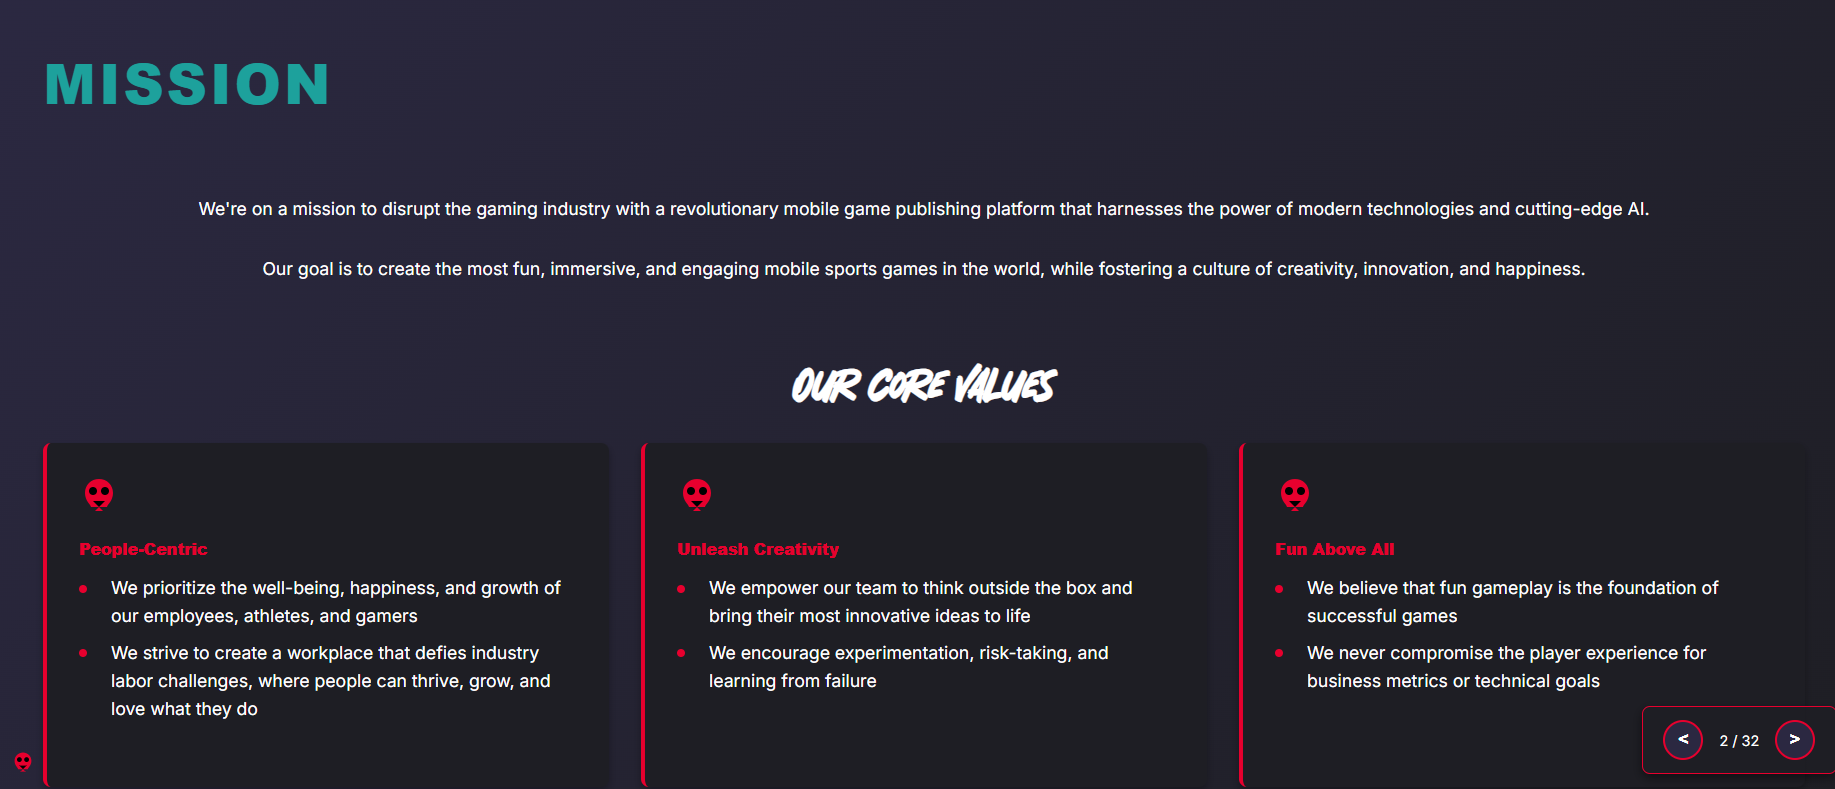 MISSION
We're on a mission to disrupt the gaming industry with a revolutionary mobile game publishing platform that harnesses the power of modern technologies and cutting-edge AI.
Our goal is to create the most fun, immersive, and engaging mobile sports games in the world, while fostering a culture of creativity, innovation, and happiness.
OUR CORE VALUES
People-Centric
We prioritize the well-being, happiness, and growth of
our employees, athletes, and gamers
We strive to create a workplace that defies industry
labor challenges, where people can thrive, grow, and
love what they do
Unleash Creativity
We empower our team to think outside the box and
bring their most innovative ideas to life
We encourage experimentation, risk-taking, and
learning from failure
Fun Above All
We believe that fun gameplay is the foundation of
successful games
We never compromise the player experience for
business metrics or technical goals
< 2 / 32 >